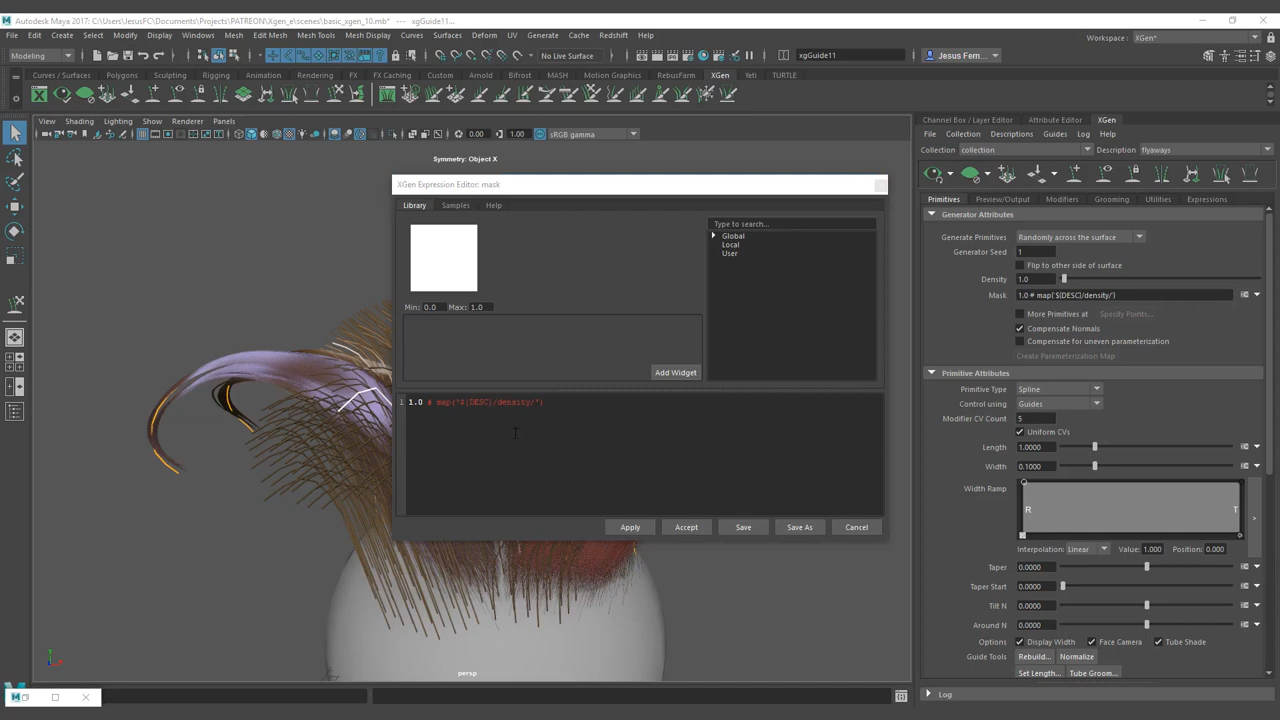 Autodesk Maya 2017: C:\Users\JesusFC\Documents\Projects\PATREON\Xgen_e\scenes\basic_xgen_10.mb* --- xgGuide11...
File Edit Create Select Modify Display Windows Mesh Edit Mesh Mesh Tools Mesh Display Curves Surfaces Deform UV Generate Cache Redshift Help
Workspace : XGen*
Modeling No Live Surface xgGuide11 Jesus Fern...
Curves / Surfaces Polygons Sculpting Rigging Animation Rendering FX FX Caching Custom Arnold Bifrost MASH Motion Graphics RebusFarm XGen Yeti TURTLE
View Shading Lighting Show Renderer Panels
0.00 1.00 sRGB gamma
Symmetry: Object X
XGen Expression Editor: mask
Library Samples Help
Type to search...
Global
Local
User
Min: 0.0 Max: 1.0
Add Widget
1 1.0 # map('${DESC}/density/')
Apply Accept Save Save As Cancel
persp
Channel Box / Layer Editor Attribute Editor XGen
File Collection Descriptions Guides Log Help
Collection collection Description flyaways
Primitives Preview/Output Modifiers Grooming Utilities Expressions
Generator Attributes
Generate Primitives Randomly across the surface
Generator Seed 1
Flip to other side of surface
Density 1.0
Mask 1.0 # map('${DESC}/density/')
More Primitives at Specify Points...
Compensate Normals
Compensate for uneven parameterization
Create Parameterization Map
Primitive Attributes
Primitive Type Spline
Control using Guides
Modifier CV Count 5
Uniform CVs
Length 1.0000
Width 0.1000
Width Ramp R T >
Interpolation: Linear Value: 1.000 Position: 0.000
Taper 0.0000
Taper Start 0.0000
Tilt N 0.0000
Around N 0.0000
Options Display Width Face Camera Tube Shade
Guide Tools Rebuild... Normalize
Set Length... Tube Groom...
Log